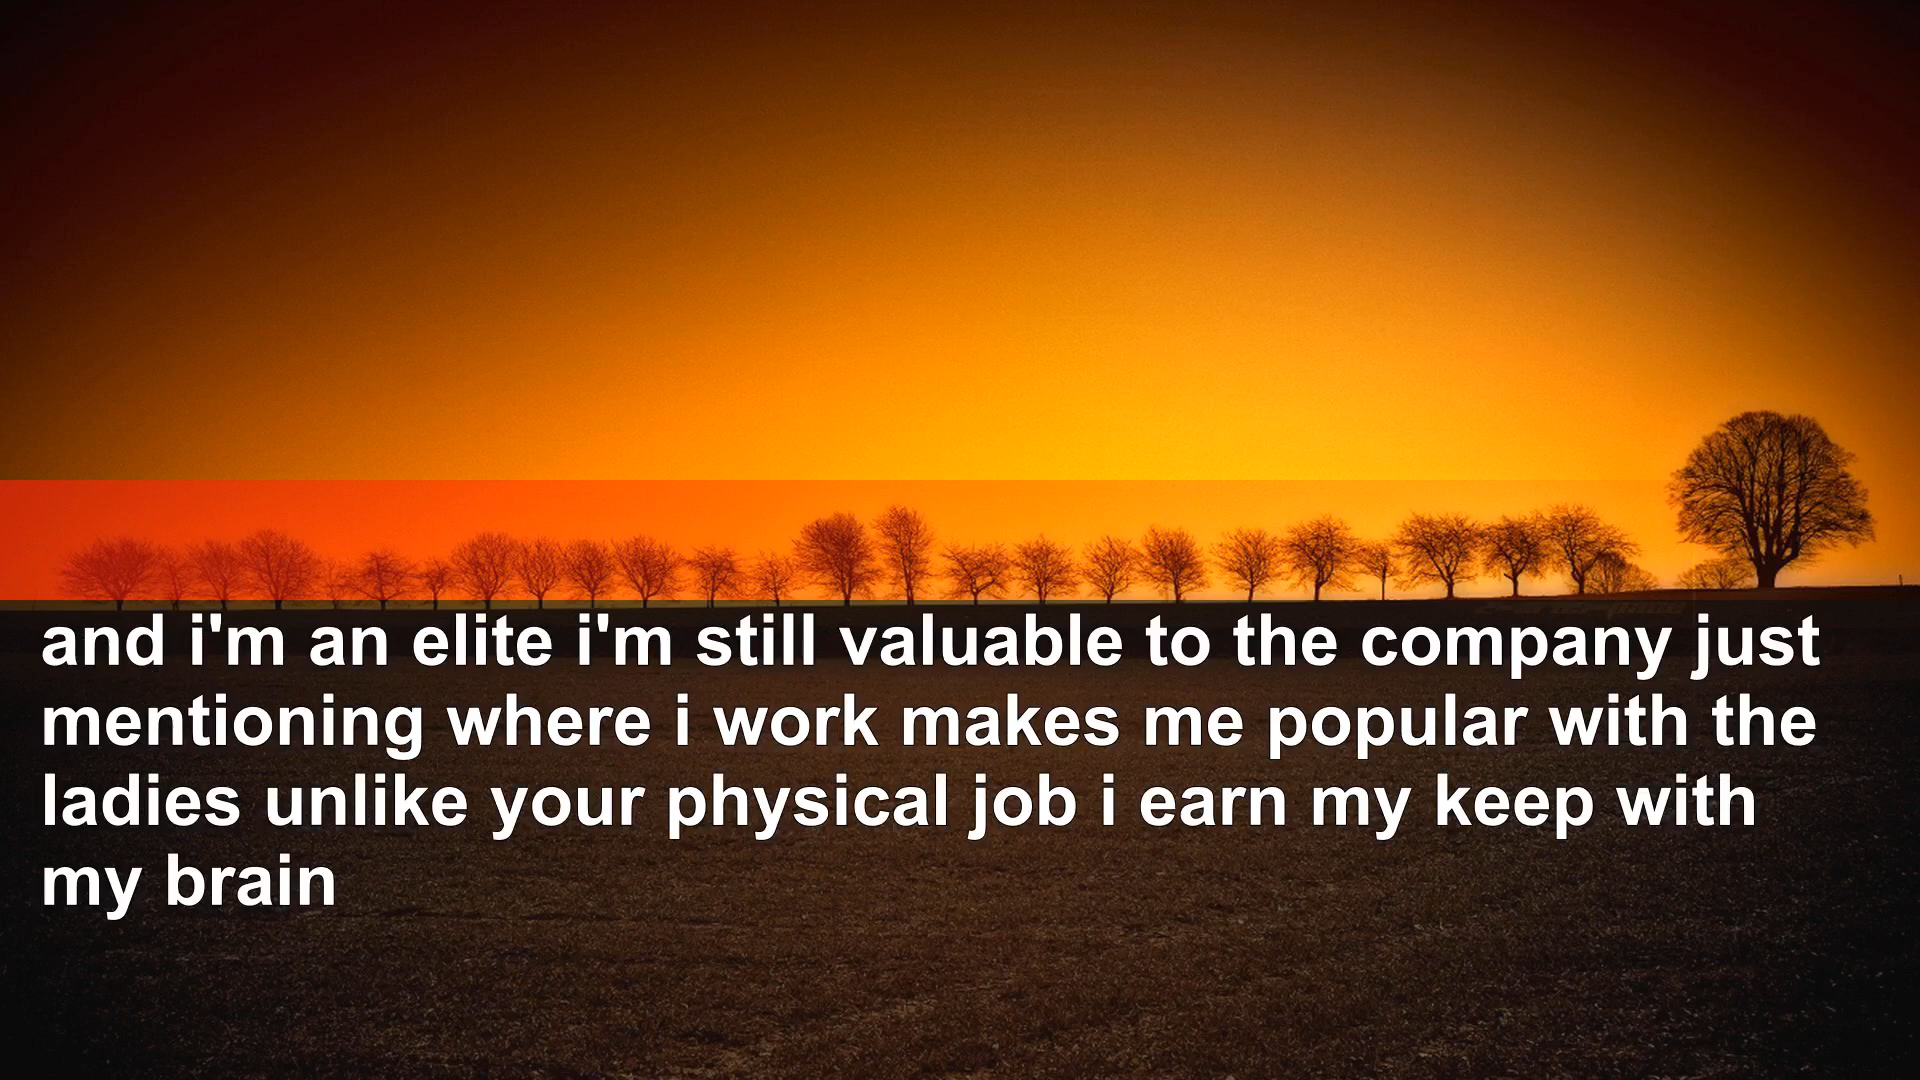 and i'm an elite i'm still valuable to the company just
mentioning where i work makes me popular with the
ladies unlike your physical job i earn my keep with
my brain